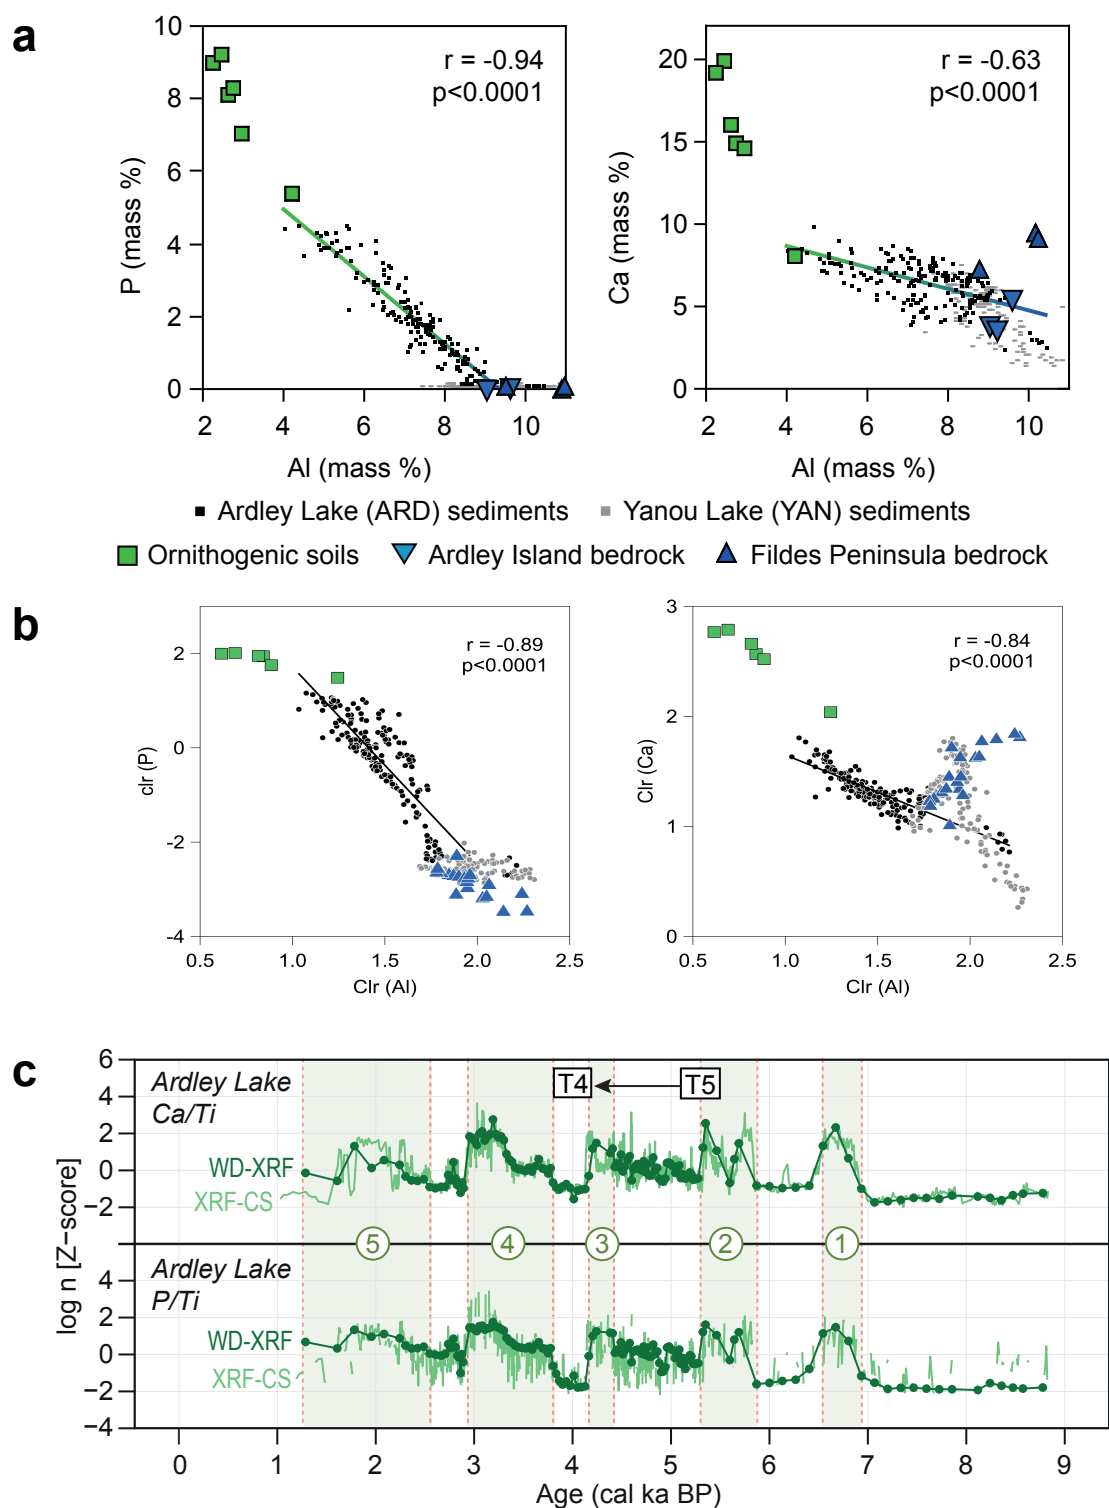 a
10
8
6
4
2
0
P (mass %)
r = -0.94
p<0.0001
2 4 6 8 10
Al (mass %)
20
15
10
5
0
Ca (mass %)
r = -0.63
p<0.0001
2 4 6 8 10
Al (mass %)
Ardley Lake (ARD) sediments
Yanou Lake (YAN) sediments
Ornithogenic soils
Ardley Island bedrock
Fildes Peninsula bedrock
b
2
0
-2
-4
clr (P)
r = -0.89
p<0.0001
0.5 1.0 1.5 2.0 2.5
Clr (Al)
3
2
1
0
Clr (Ca)
r = -0.84
p<0.0001
0.5 1.0 1.5 2.0 2.5
Clr (Al)
c
log n [Z−score]
6
4
2
0
−2
Ardley Lake
Ca/Ti
WD-XRF
XRF-CS
T4
T5
5 4 3 2 1
4
2
0
−2
−4
Ardley Lake
P/Ti
WD-XRF
XRF-CS
0 1 2 3 4 5 6 7 8 9
Age (cal ka BP)